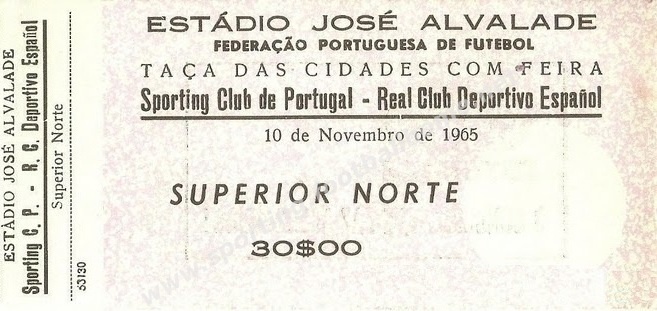 ESTÁDIO JOSÉ ALVALADE
Sporting C. P. - R. C. Deportivo Español
Superior Norte
53130
ESTÁDIO JOSÉ ALVALADE
FEDERAÇÃO PORTUGUESA DE FUTEBOL
TAÇA DAS CIDADES COM FEIRA
Sporting Club de Portugal - Real Club Deportivo Español
10 de Novembro de 1965
SUPERIOR NORTE
30$00